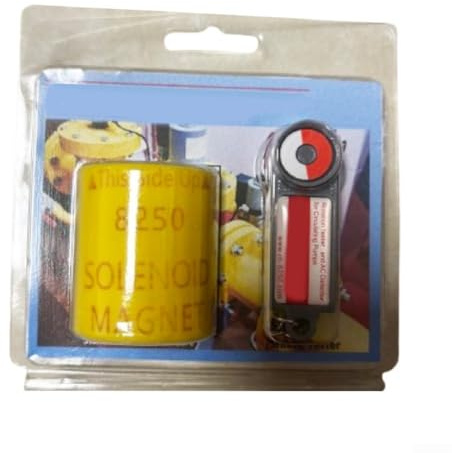 ▲This Side Up▲
8250
SOLENOID
MAGNET
Rotation Tester and AC Detector
for Circulating Pumps